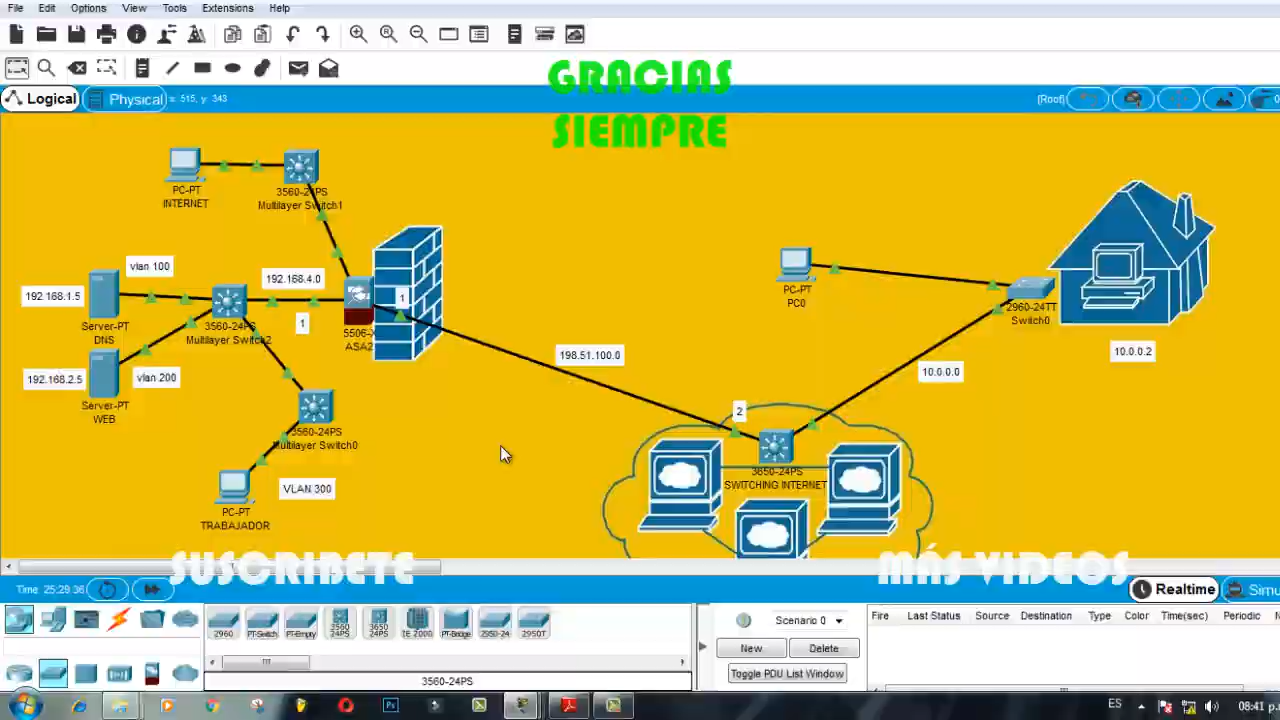 File Edit Options View Tools Extensions Help
GRACIAS
SIEMPRE
Logical Physical x: 515, y: 343 [Root]
PC-PT
INTERNET
3560-24PS
Multilayer Switch1
vlan 100
192.168.4.0
192.168.1.5
Server-PT
DNS
3560-24PS
Multilayer Switch2
1
1
5506-X
ASA2
198.51.100.0
PC-PT
PC0
2960-24TT
Switch0
10.0.0.2
10.0.0.0
192.168.2.5
vlan 200
Server-PT
WEB
3560-24PS
Multilayer Switch0
2
3650-24PS
SWITCHING INTERNET
VLAN 300
PC-PT
TRABAJADOR
SUSCRIBETE
MÁS VIDEOS
Time: 25:29:36
Realtime Simu
2960 PT-Switch PT-Empty 3560 24PS 3650 24PS IE 2000 PT-Bridge 2950-24 2950T
3560-24PS
Scenario 0
New Delete
Toggle PDU List Window
Fire Last Status Source Destination Type Color Time(sec) Periodic N
ES 08:41 p.